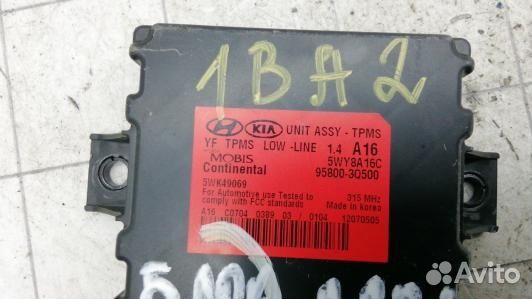 1BA2
HYUNDAI KIA UNIT ASSY - TPMS
YF TPMS LOW -LINE 1.4 A16
MOBIS 5WY8A16C
Continental 95800-3Q500
5WK49069
For Automotive use Tested to 315 MHz
comply with FCC standards Made in korea
A16 C0704 0389 03 / 0104 12070505
Avito